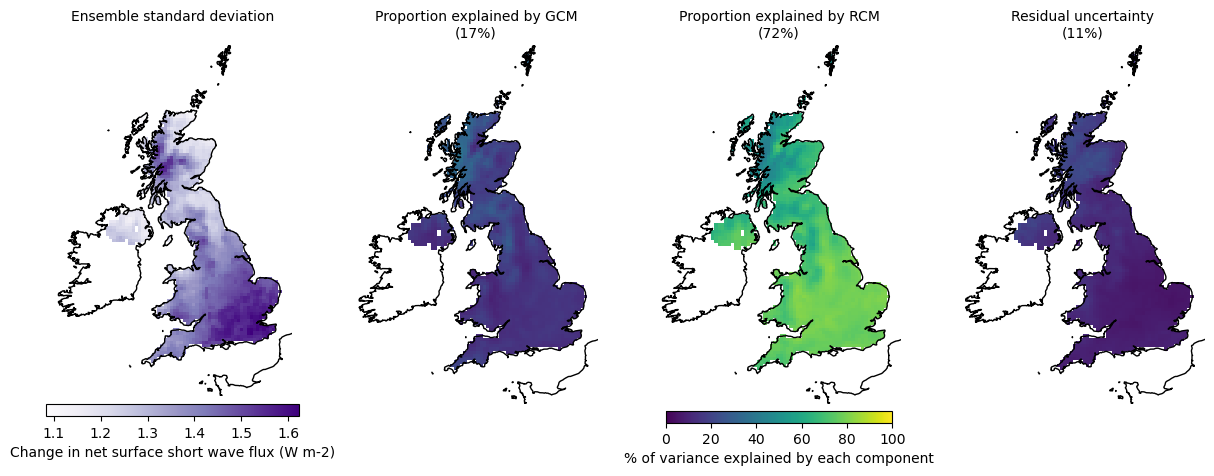 Ensemble standard deviation
Proportion explained by GCM
(17%)
Proportion explained by RCM
(72%)
Residual uncertainty
(11%)
1.1 1.2 1.3 1.4 1.5 1.6
Change in net surface short wave flux (W m-2)
0 20 40 60 80 100
% of variance explained by each component